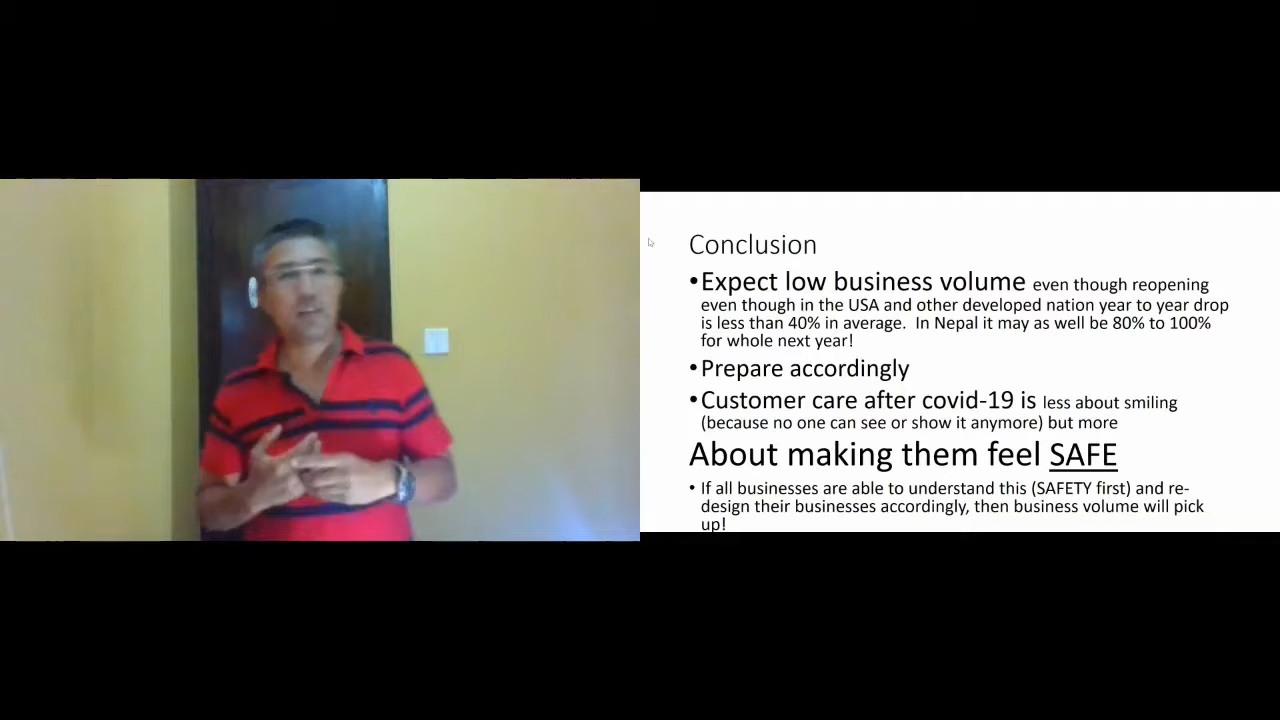 Conclusion
•Expect low business volume even though reopening
even though in the USA and other developed nation year to year drop
is less than 40% in average. In Nepal it may as well be 80% to 100%
for whole next year!
•Prepare accordingly
•Customer care after covid-19 is less about smiling
(because no one can see or show it anymore) but more
About making them feel SAFE
• If all businesses are able to understand this (SAFETY first) and re-
design their businesses accordingly, then business volume will pick
up!